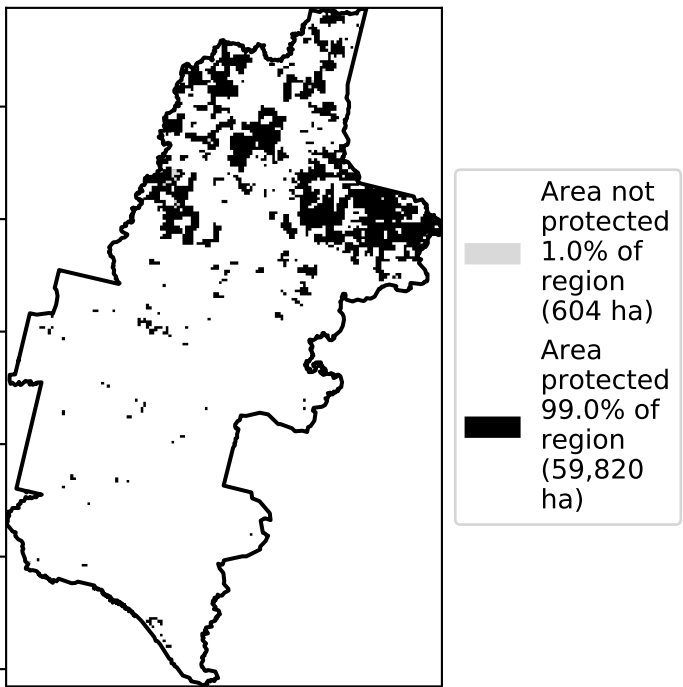 Area not
protected
1.0% of
region
(604 ha)
Area
protected
99.0% of
region
(59,820
ha)